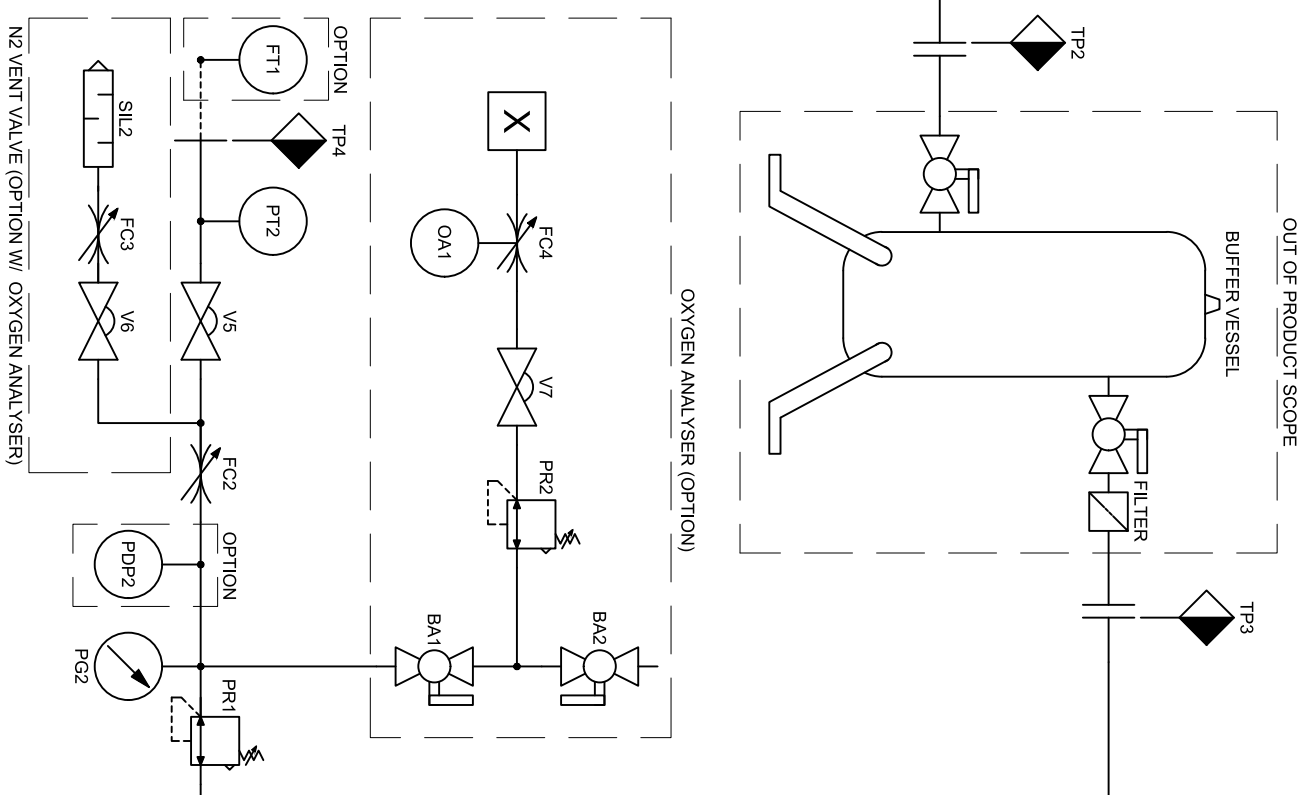 TP2
OUT OF PRODUCT SCOPE
BUFFER VESSEL
FILTER
TP3
OXYGEN ANALYSER (OPTION)
X
FC4
OA1
V7
PR2
BA2
BA1
OPTION
FT1
TP4
PT2
V5
FC2
OPTION
PDP2
PG2
PR1
SIL2
FC3
V6
N2 VENT VALVE (OPTION W/ OXYGEN ANALYSER)